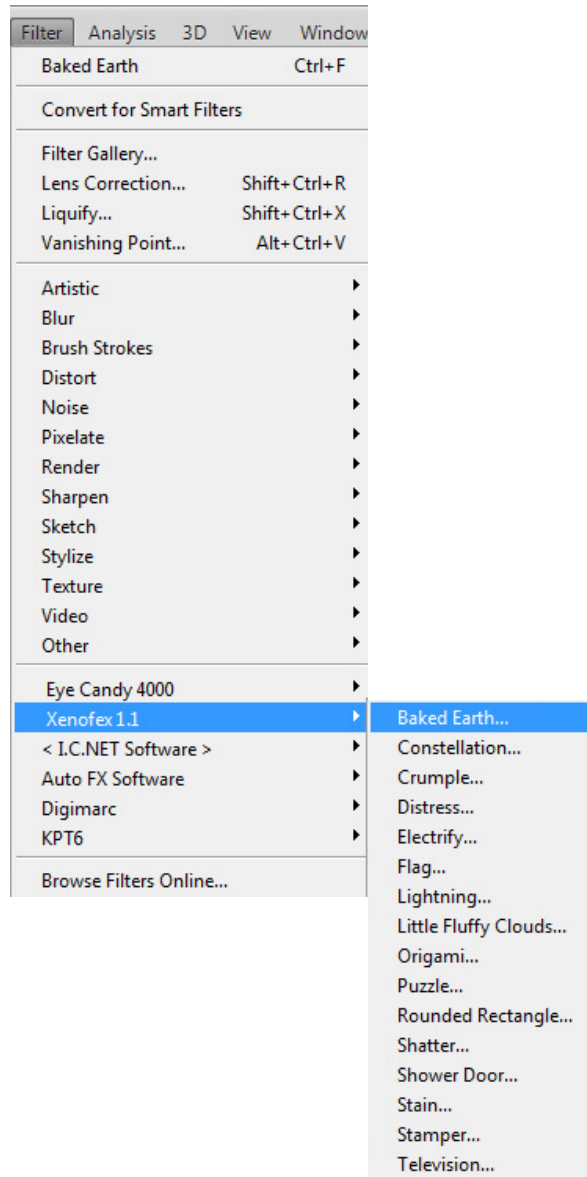 Filter Analysis 3D View Window
Baked Earth Ctrl+F
Convert for Smart Filters
Filter Gallery...
Lens Correction... Shift+Ctrl+R
Liquify... Shift+Ctrl+X
Vanishing Point... Alt+Ctrl+V
Artistic
Blur
Brush Strokes
Distort
Noise
Pixelate
Render
Sharpen
Sketch
Stylize
Texture
Video
Other
Eye Candy 4000
Xenofex 1.1
< I.C.NET Software >
Auto FX Software
Digimarc
KPT6
Browse Filters Online...
Baked Earth...
Constellation...
Crumple...
Distress...
Electrify...
Flag...
Lightning...
Little Fluffy Clouds...
Origami...
Puzzle...
Rounded Rectangle...
Shatter...
Shower Door...
Stain...
Stamper...
Television...